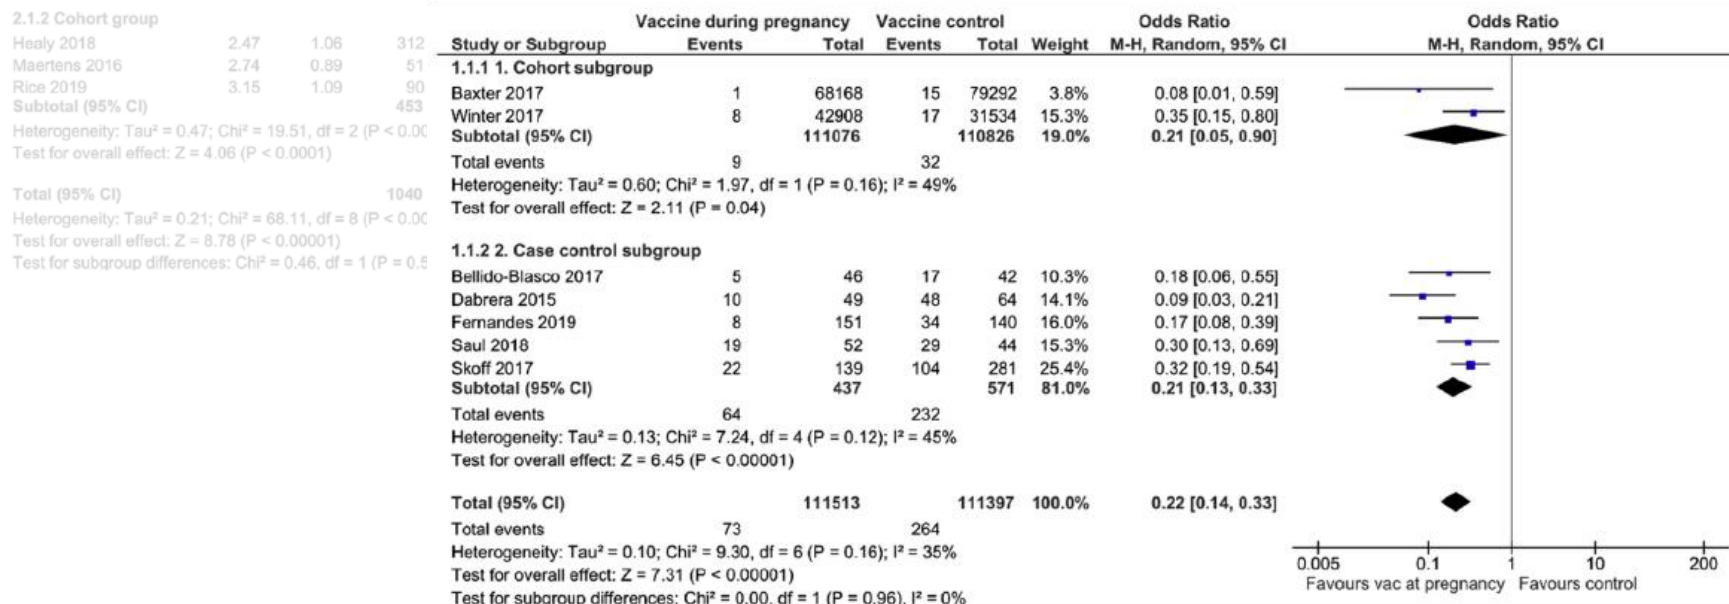 2.1.2 Cohort group
Healy 2018 2.47 1.06 312
Maertens 2016 2.74 0.89 51
Rice 2019 3.15 1.09 90
Subtotal (95% CI) 453
Heterogeneity: Tau² = 0.47; Chi² = 19.51, df = 2 (P < 0.00
Test for overall effect: Z = 4.06 (P < 0.0001)
Total (95% CI) 1040
Heterogeneity: Tau² = 0.21; Chi² = 68.11, df = 8 (P < 0.00
Test for overall effect: Z = 8.78 (P < 0.00001)
Test for subgroup differences: Chi² = 0.46, df = 1 (P = 0.5
Vaccine during pregnancy Vaccine control Odds Ratio Odds Ratio
Study or Subgroup Events Total Events Total Weight M-H, Random, 95% CI M-H, Random, 95% CI
1.1.1 1. Cohort subgroup
Baxter 2017 1 68168 15 79292 3.8% 0.08 [0.01, 0.59]
Winter 2017 8 42908 17 31534 15.3% 0.35 [0.15, 0.80]
Subtotal (95% CI) 111076 110826 19.0% 0.21 [0.05, 0.90]
Total events 9 32
Heterogeneity: Tau² = 0.60; Chi² = 1.97, df = 1 (P = 0.16); I² = 49%
Test for overall effect: Z = 2.11 (P = 0.04)
1.1.2 2. Case control subgroup
Bellido-Blasco 2017 5 46 17 42 10.3% 0.18 [0.06, 0.55]
Dabrera 2015 10 49 48 64 14.1% 0.09 [0.03, 0.21]
Fernandes 2019 8 151 34 140 16.0% 0.17 [0.08, 0.39]
Saul 2018 19 52 29 44 15.3% 0.30 [0.13, 0.69]
Skoff 2017 22 139 104 281 25.4% 0.32 [0.19, 0.54]
Subtotal (95% CI) 437 571 81.0% 0.21 [0.13, 0.33]
Total events 64 232
Heterogeneity: Tau² = 0.13; Chi² = 7.24, df = 4 (P = 0.12); I² = 45%
Test for overall effect: Z = 6.45 (P < 0.00001)
Total (95% CI) 111513 111397 100.0% 0.22 [0.14, 0.33]
Total events 73 264
Heterogeneity: Tau² = 0.10; Chi² = 9.30, df = 6 (P = 0.16); I² = 35%
Test for overall effect: Z = 7.31 (P < 0.00001)
Test for subgroup differences: Chi² = 0.00, df = 1 (P = 0.96), I² = 0%
0.005 0.1 1 10 200
Favours vac at pregnancy Favours control